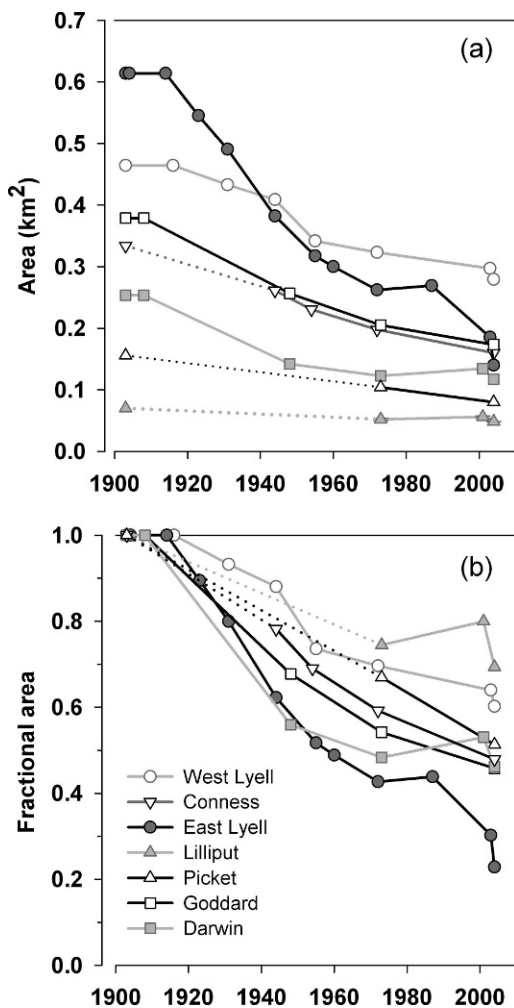 0.7
(a)
0.6
0.5
0.4
0.3
0.2
0.1
0.0
Area (km²)
1900 1920 1940 1960 1980 2000
1.0
(b)
0.8
0.6
0.4
0.2
0.0
Fractional area
West Lyell
Conness
East Lyell
Lilliput
Picket
Goddard
Darwin
1900 1920 1940 1960 1980 2000